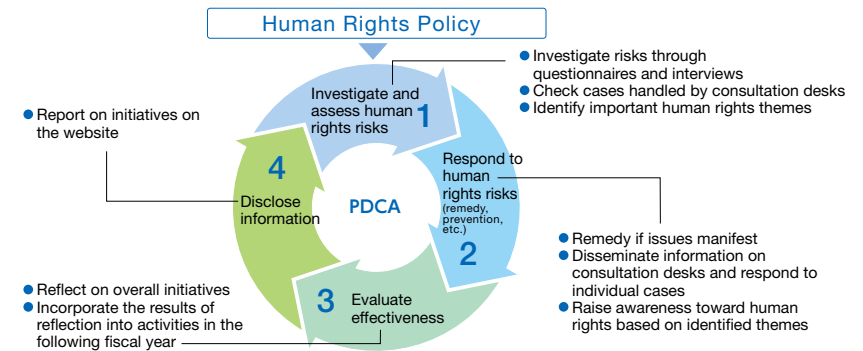 Human Rights Policy
Investigate and
assess human
rights risks
1
● Investigate risks through
questionnaires and interviews
● Check cases handled by consultation desks
● Identify important human rights themes
Respond to
human
rights risks
(remedy,
prevention,
etc.)
2
● Remedy if issues manifest
● Disseminate information on
consultation desks and respond to
individual cases
● Raise awareness toward human
rights based on identified themes
3
Evaluate
effectiveness
● Reflect on overall initiatives
● Incorporate the results of
reflection into activities in the
following fiscal year
4
Disclose
information
● Report on initiatives on
the website
PDCA